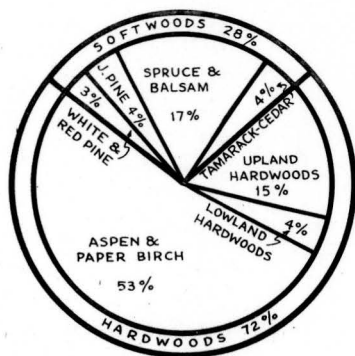 SOFTWOODS 28%
J. PINE 4%
SPRUCE &
BALSAM
17%
4%
TAMARACK-CEDAR
3%
WHITE &
RED PINE
UPLAND
HARDWOODS
15%
4%
LOWLAND
HARDWOODS
ASPEN &
PAPER BIRCH
53%
HARDWOODS 72%